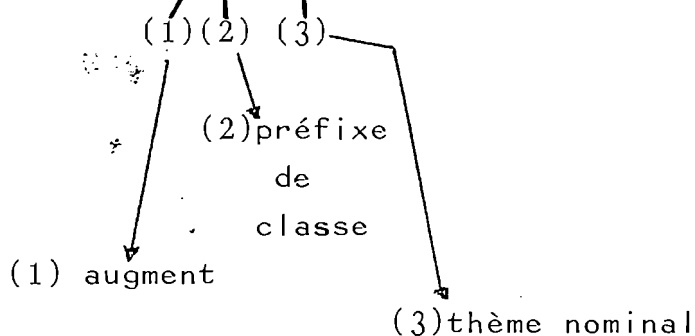 (1)(2) (3)
(2)préfixe
de
classe
(1) augment
(3)thème nominal